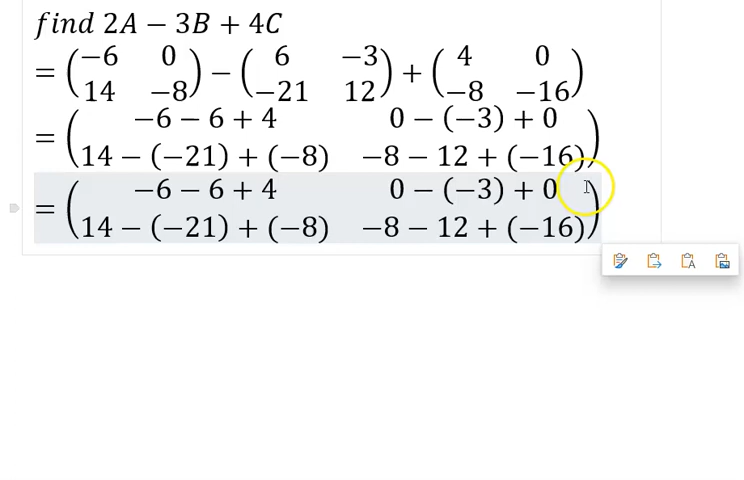 find 2A − 3B + 4C
= (−6 0
14 −8) − (6 −3
−21 12) + (4 0
−8 −16)
= (−6 − 6 + 4 0 − (−3) + 0
14 − (−21) + (−8) −8 − 12 + (−16))
= (−6 − 6 + 4 0 − (−3) + 0
14 − (−21) + (−8) −8 − 12 + (−16))